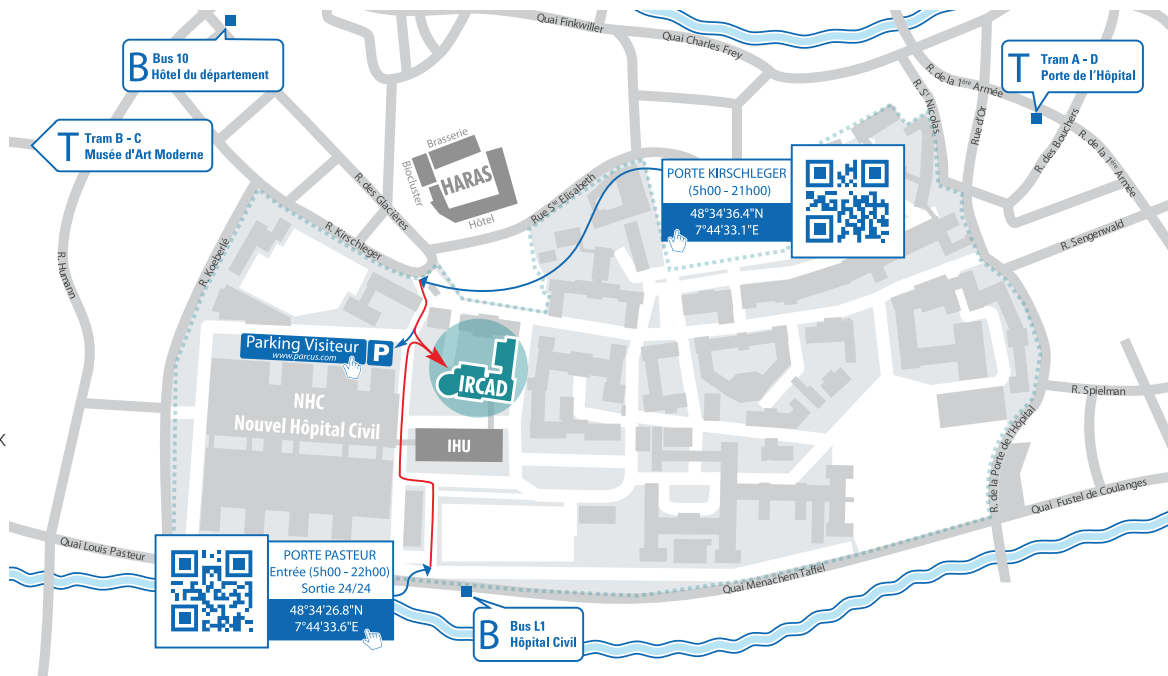 Quai Finkwiller
Quai Charles Frey
B Bus 10
Hôtel du département
T Tram A - D
Porte de l'Hôpital
R. de la 1ère Armée
R. St Nicolas
Rue d'Or
R. des Bouchers
R. de la 1ère Armée
T Tram B - C
Musée d'Art Moderne
Brasserie
Biocluster
HARAS
Hôtel
R. des Glacières
Rue Ste Elisabeth
PORTE KIRSCHLEGER
(5h00 - 21h00)
48°34'36.4"N
7°44'33.1"E
R. Kirschleger
R. Koeberlé
R. Humann
R. Sengenwald
Parking Visiteur P
www.parcus.com
IRCAD
NHC
Nouvel Hôpital Civil
IHU
R. Spielman
X
R. de la Porte de l'Hôpital
Quai Fustel de Coulanges
Quai Louis Pasteur
PORTE PASTEUR
Entrée (5h00 - 22h00)
Sortie 24/24
48°34'26.8"N
7°44'33.6"E
Quai Menachem Taffel
B Bus L1
Hôpital Civil